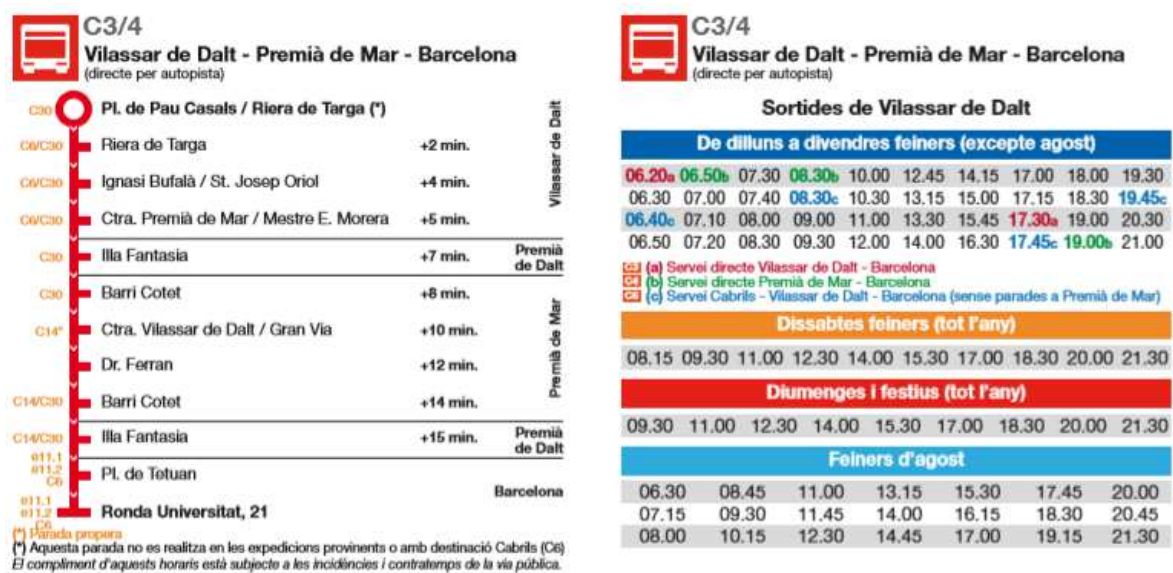 C3/4
Vilassar de Dalt - Premià de Mar - Barcelona
(directe per autopista)
C30 Pl. de Pau Casals / Riera de Targa (*)
C6/C30 Riera de Targa +2 min.
C6/C30 Ignasi Bufalà / St. Josep Oriol +4 min.
C6/C30 Ctra. Premià de Mar / Mestre E. Morera +5 min.
Vilassar de Dalt
C30 Illa Fantasia +7 min. Premià
de Dalt
C30 Barri Cotet +8 min.
C14* Ctra. Vilassar de Dalt / Gran Via +10 min.
Dr. Ferran +12 min.
C14/C30 Barri Cotet +14 min.
Premià de Mar
C14/C30 Illa Fantasia +15 min. Premià
de Dalt
e11.1
e11.2
C6
Pl. de Tetuan
Barcelona
e11.1
e11.2
C6
Ronda Universitat, 21
(*) Parada propera
(*) Aquesta parada no es realitza en les expedicions provinents o amb destinació Cabrils (C6)
El compliment d'aquests horaris està subjecte a les incidències i contratemps de la via pública.
C3/4
Vilassar de Dalt - Premià de Mar - Barcelona
(directe per autopista)
Sortides de Vilassar de Dalt
De dilluns a divendres feiners (excepte agost)
06.20a 06.50b 07.30 08.30b 10.00 12.45 14.15 17.00 18.00 19.30
06.30 07.00 07.40 08.30c 10.30 13.15 15.00 17.15 18.30 19.45c
06.40c 07.10 08.00 09.00 11.00 13.30 15.45 17.30a 19.00 20.30
06.50 07.20 08.30 09.30 12.00 14.00 16.30 17.45c 19.00b 21.00
C3 (a) Servei directe Vilassar de Dalt - Barcelona
C4 (b) Servei directe Premià de Mar - Barcelona
C6 (c) Servei Cabrils - Vilassar de Dalt - Barcelona (sense parades a Premià de Mar)
Dissabtes feiners (tot l'any)
08.15 09.30 11.00 12.30 14.00 15.30 17.00 18.30 20.00 21.30
Diumenges i festius (tot l'any)
09.30 11.00 12.30 14.00 15.30 17.00 18.30 20.00 21.30
Feiners d'agost
06.30 08.45 11.00 13.15 15.30 17.45 20.00
07.15 09.30 11.45 14.00 16.15 18.30 20.45
08.00 10.15 12.30 14.45 17.00 19.15 21.30